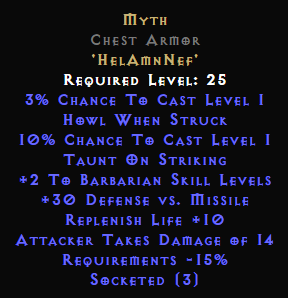 Myth
Chest Armor
'HelAmnNef'
Required Level: 25
3% Chance To Cast Level 1
Howl When Struck
10% Chance To Cast Level 1
Taunt On Striking
+2 To Barbarian Skill Levels
+30 Defense vs. Missile
Replenish Life +10
Attacker Takes Damage of 14
Requirements -15%
Socketed (3)